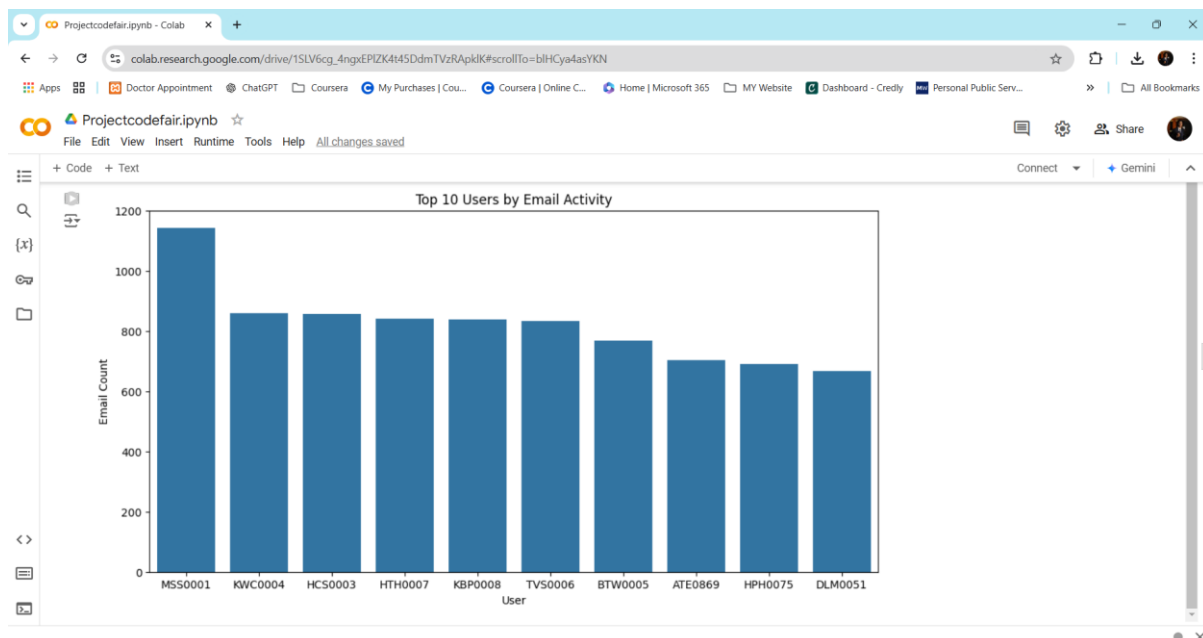 Projectcodefair.ipynb - Colab
colab.research.google.com/drive/1SLV6cg_4ngxEPlZK4t45DdmTVzRApklK#scrollTo=blHCya4asYKN
Apps Doctor Appointment ChatGPT Coursera My Purchases | Cou... Coursera | Online C... Home | Microsoft 365 MY Website Dashboard - Credly Personal Public Serv... » All Bookmarks
CO Projectcodefair.ipynb Share
File Edit View Insert Runtime Tools Help All changes saved
+ Code + Text Connect Gemini
Top 10 Users by Email Activity
1200
1000
800
600
400
200
0
Email Count
MSS0001 KWC0004 HCS0003 HTH0007 KBP0008 TVS0006 BTW0005 ATE0869 HPH0075 DLM0051
User
{x}
<>